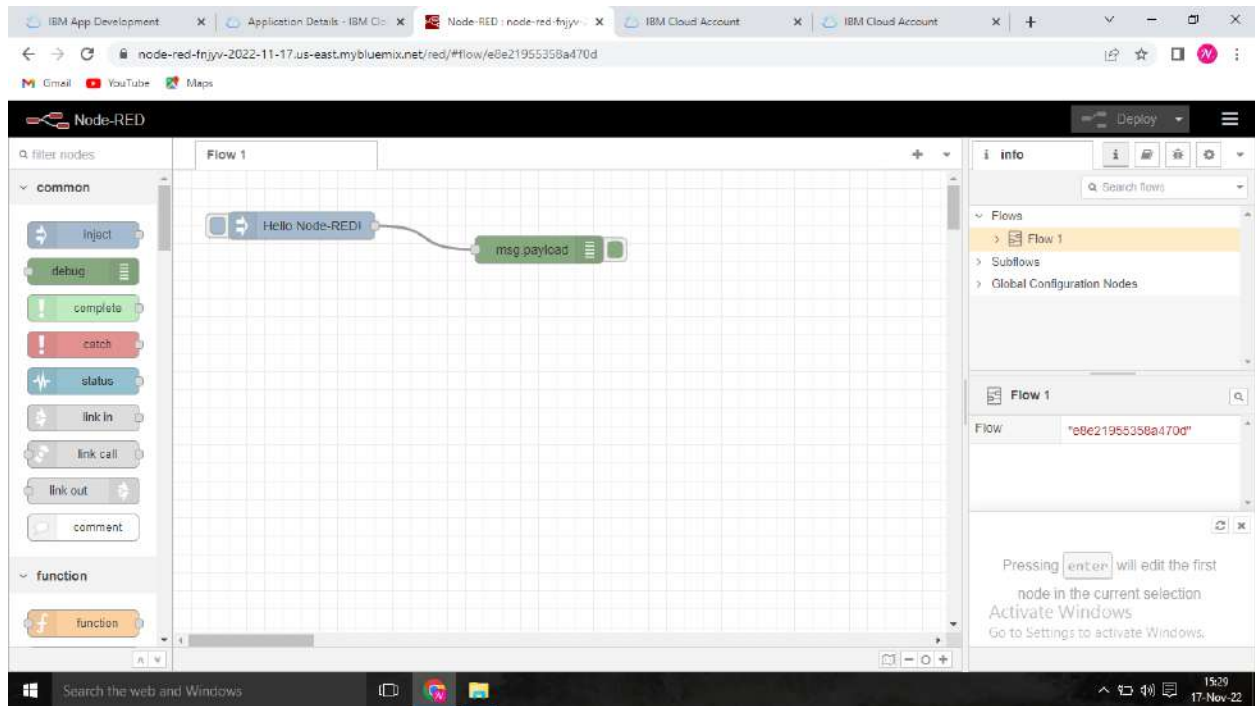 IBM App Development
Application Details - IBM Clo
Node-RED : node-red-fnjyv-
IBM Cloud Account
IBM Cloud Account
node-red-fnjyv-2022-11-17.us-east.mybluemix.net/red/#flow/e8e21955358a470d
N
Gmail
YouTube
Maps
Node-RED
Deploy
filter nodes
Flow 1
i info
i
common
Search flows
inject
Hello Node-RED!
Flows
Flow 1
debug
msg.payload
Subflows
complete
Global Configuration Nodes
catch
status
link in
Flow 1
link call
Flow
"e8e21955358a470d"
link out
comment
function
Pressing enter will edit the first
node in the current selection
function
Activate Windows
Go to Settings to activate Windows.
Search the web and Windows
15:29
17-Nov-22